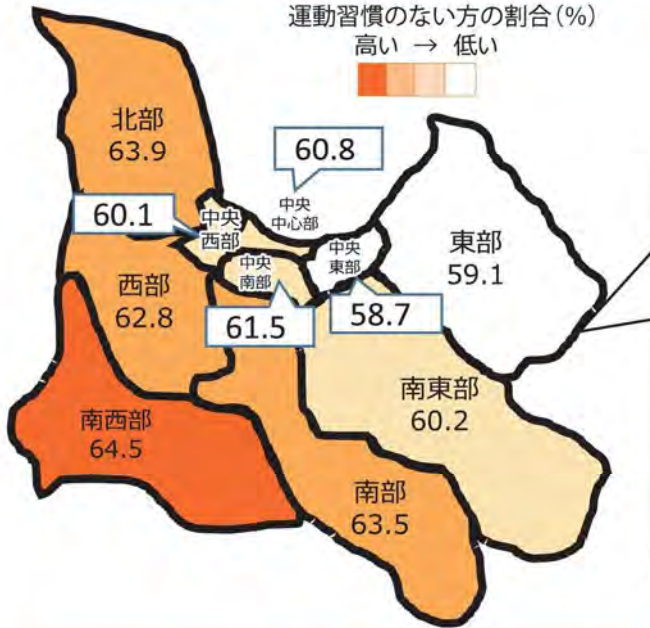 運動習慣のない方の割合(%)
高い → 低い
北部
63.9
60.8
中央
中心部
60.1
中央
西部
中央
東部
東部
59.1
中央
南部
西部
62.8
61.5
58.7
南東部
60.2
南西部
64.5
南部
63.5